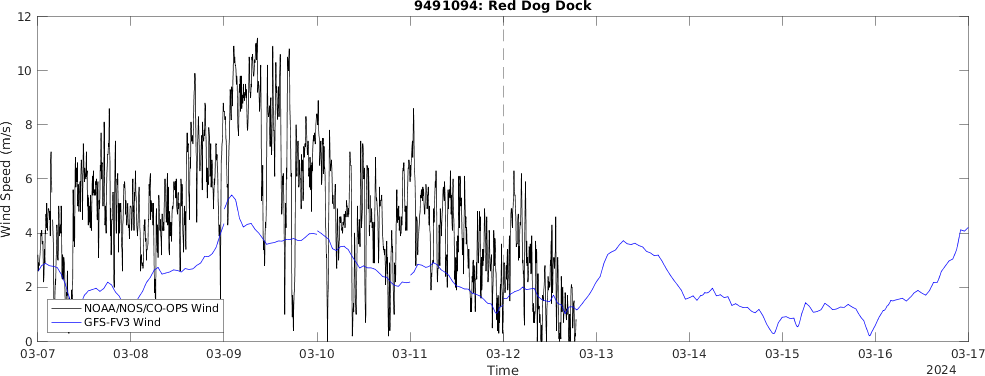 9491094: Red Dog Dock
12
10
8
6
4
2
0
Wind Speed (m/s)
NOAA/NOS/CO-OPS Wind
GFS-FV3 Wind
03-07 03-08 03-09 03-10 03-11 03-12 03-13 03-14 03-15 03-16 03-17
Time
2024